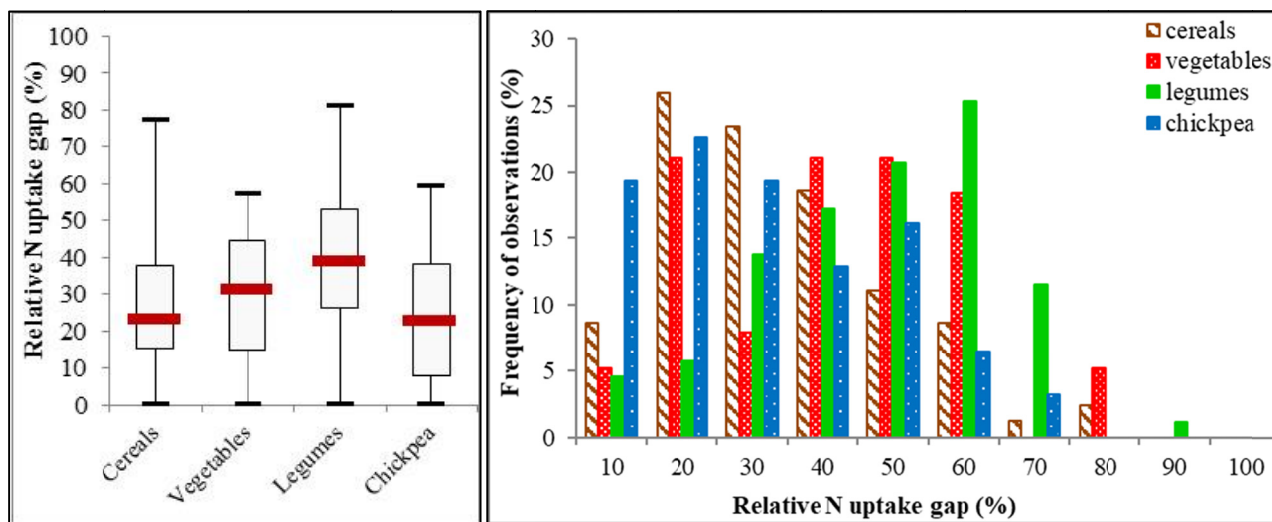 Relative N uptake gap (%)
100
90
80
70
60
50
40
30
20
10
0
Cereals
Vegetables
Legumes
Chickpea
Frequency of observations (%)
30
25
20
15
10
5
0
cereals
vegetables
legumes
chickpea
10 20 30 40 50 60 70 80 90 100
Relative N uptake gap (%)